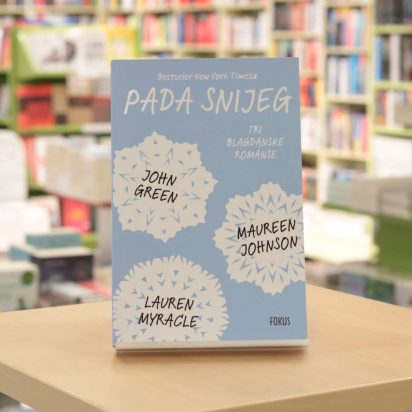 Bestseler New York Timesa
PADA SNIJEG
TRI
BLAGDANSKE
ROMANSE
JOHN
GREEN
MAUREEN
JOHNSON
LAUREN
MYRACLE
FOKUS